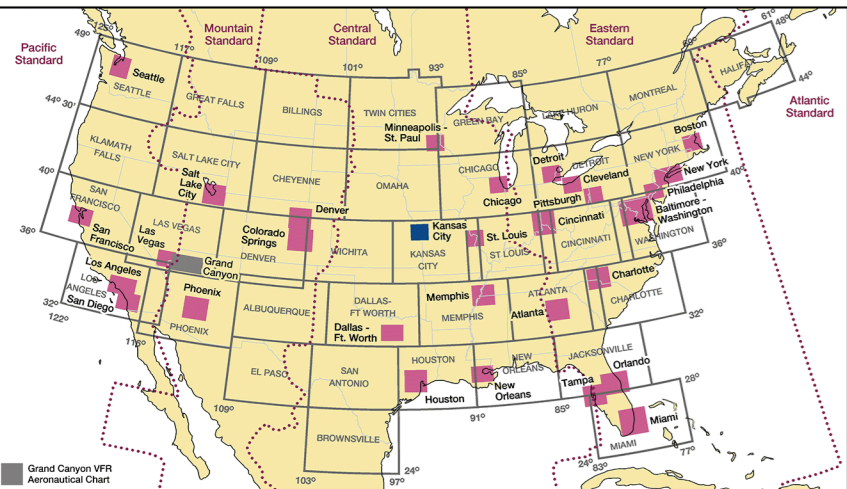 Pacific
Standard
Mountain
Standard
Central
Standard
Eastern
Standard
Atlantic
Standard
49°
125°
117°
109°
101°
93°
85°
77°
69°
61°
48°
44°
44° 30'
40°
36°
32°
122°
116°
109°
103°
97°
24°
91°
85°
24°
83°
77°
28°
32°
36°
40°
Seattle
SEATTLE
GREAT FALLS
BILLINGS
TWIN CITIES
GREEN BAY
LAKE HURON
MONTREAL
HALIFAX
Minneapolis -
St. Paul
KLAMATH
FALLS
SALT LAKE CITY
CHEYENNE
OMAHA
CHICAGO
Chicago
Detroit
DETROIT
Cleveland
NEW YORK
Boston
New York
Philadelphia
Pittsburgh
Baltimore -
Washington
WASHINGTON
Salt
Lake
City
SAN
FRANCISCO
San
Francisco
LAS VEGAS
Las
Vegas
Grand
Canyon
Denver
Colorado
Springs
DENVER
WICHITA
Kansas
City
KANSAS
CITY
St. Louis
ST LOUIS
Cincinnati
CINCINNATI
Charlotte
CHARLOTTE
Los Angeles
LOS
ANGELES
San Diego
Phoenix
PHOENIX
ALBUQUERQUE
DALLAS-
FT WORTH
Dallas -
Ft. Worth
Memphis
MEMPHIS
ATLANTA
Atlanta
EL PASO
SAN
ANTONIO
HOUSTON
Houston
NEW
ORLEANS
New
Orleans
JACKSONVILLE
Orlando
Tampa
Miami
MIAMI
BROWNSVILLE
Grand Canyon VFR
Aeronautical Chart